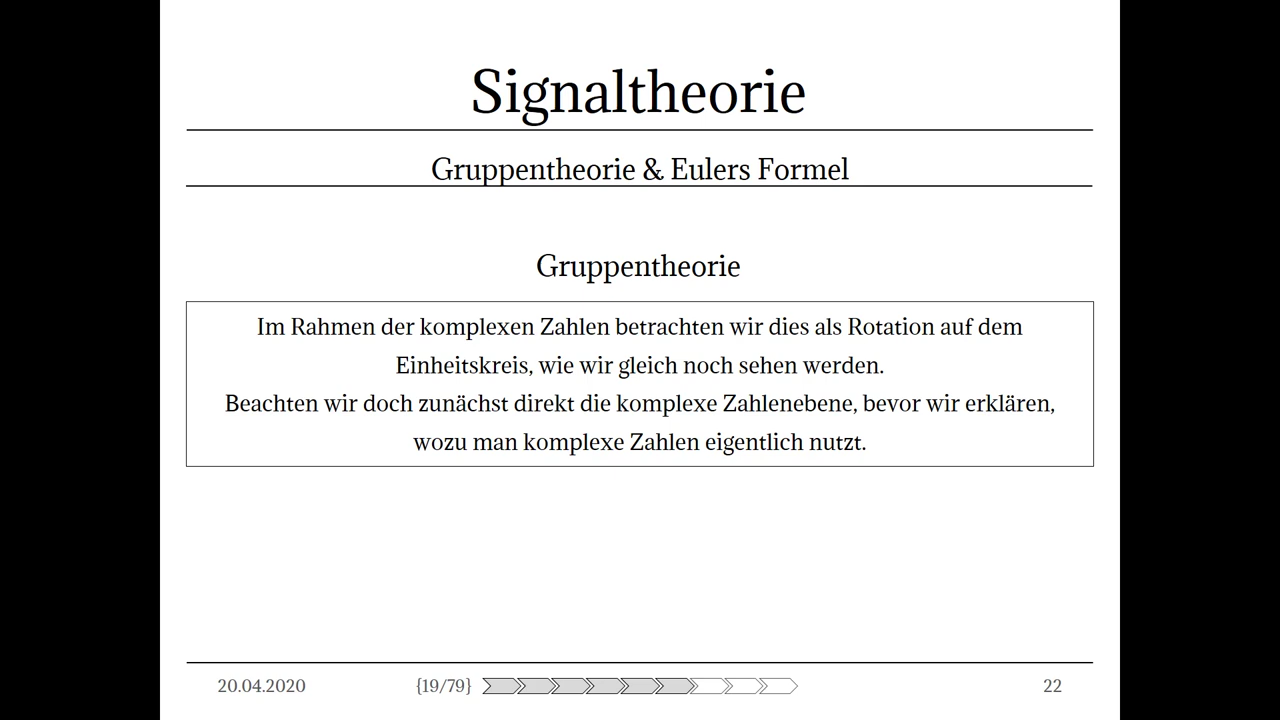 Signaltheorie
Gruppentheorie & Eulers Formel
Gruppentheorie
Im Rahmen der komplexen Zahlen betrachten wir dies als Rotation auf dem
Einheitskreis, wie wir gleich noch sehen werden.
Beachten wir doch zunächst direkt die komplexe Zahlenebene, bevor wir erklären,
wozu man komplexe Zahlen eigentlich nutzt.
20.04.2020 {19/79} 22